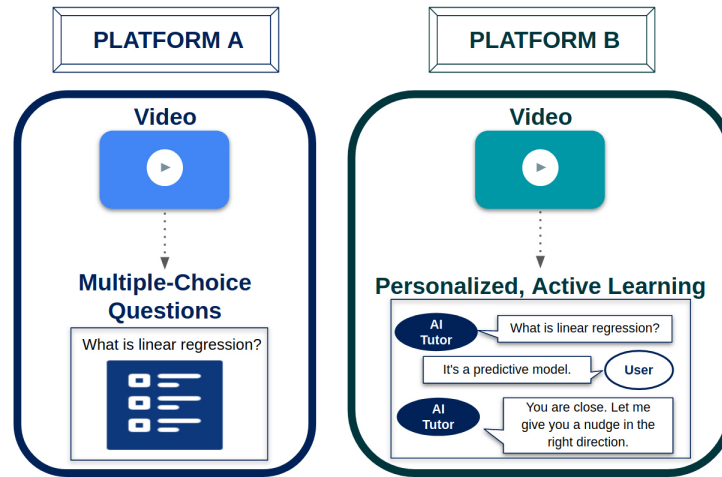 PLATFORM A
Video
Multiple-Choice
Questions
What is linear regression?
PLATFORM B
Video
Personalized, Active Learning
AI
Tutor
What is linear regression?
It's a predictive model.
User
AI
Tutor
You are close. Let me
give you a nudge in the
right direction.